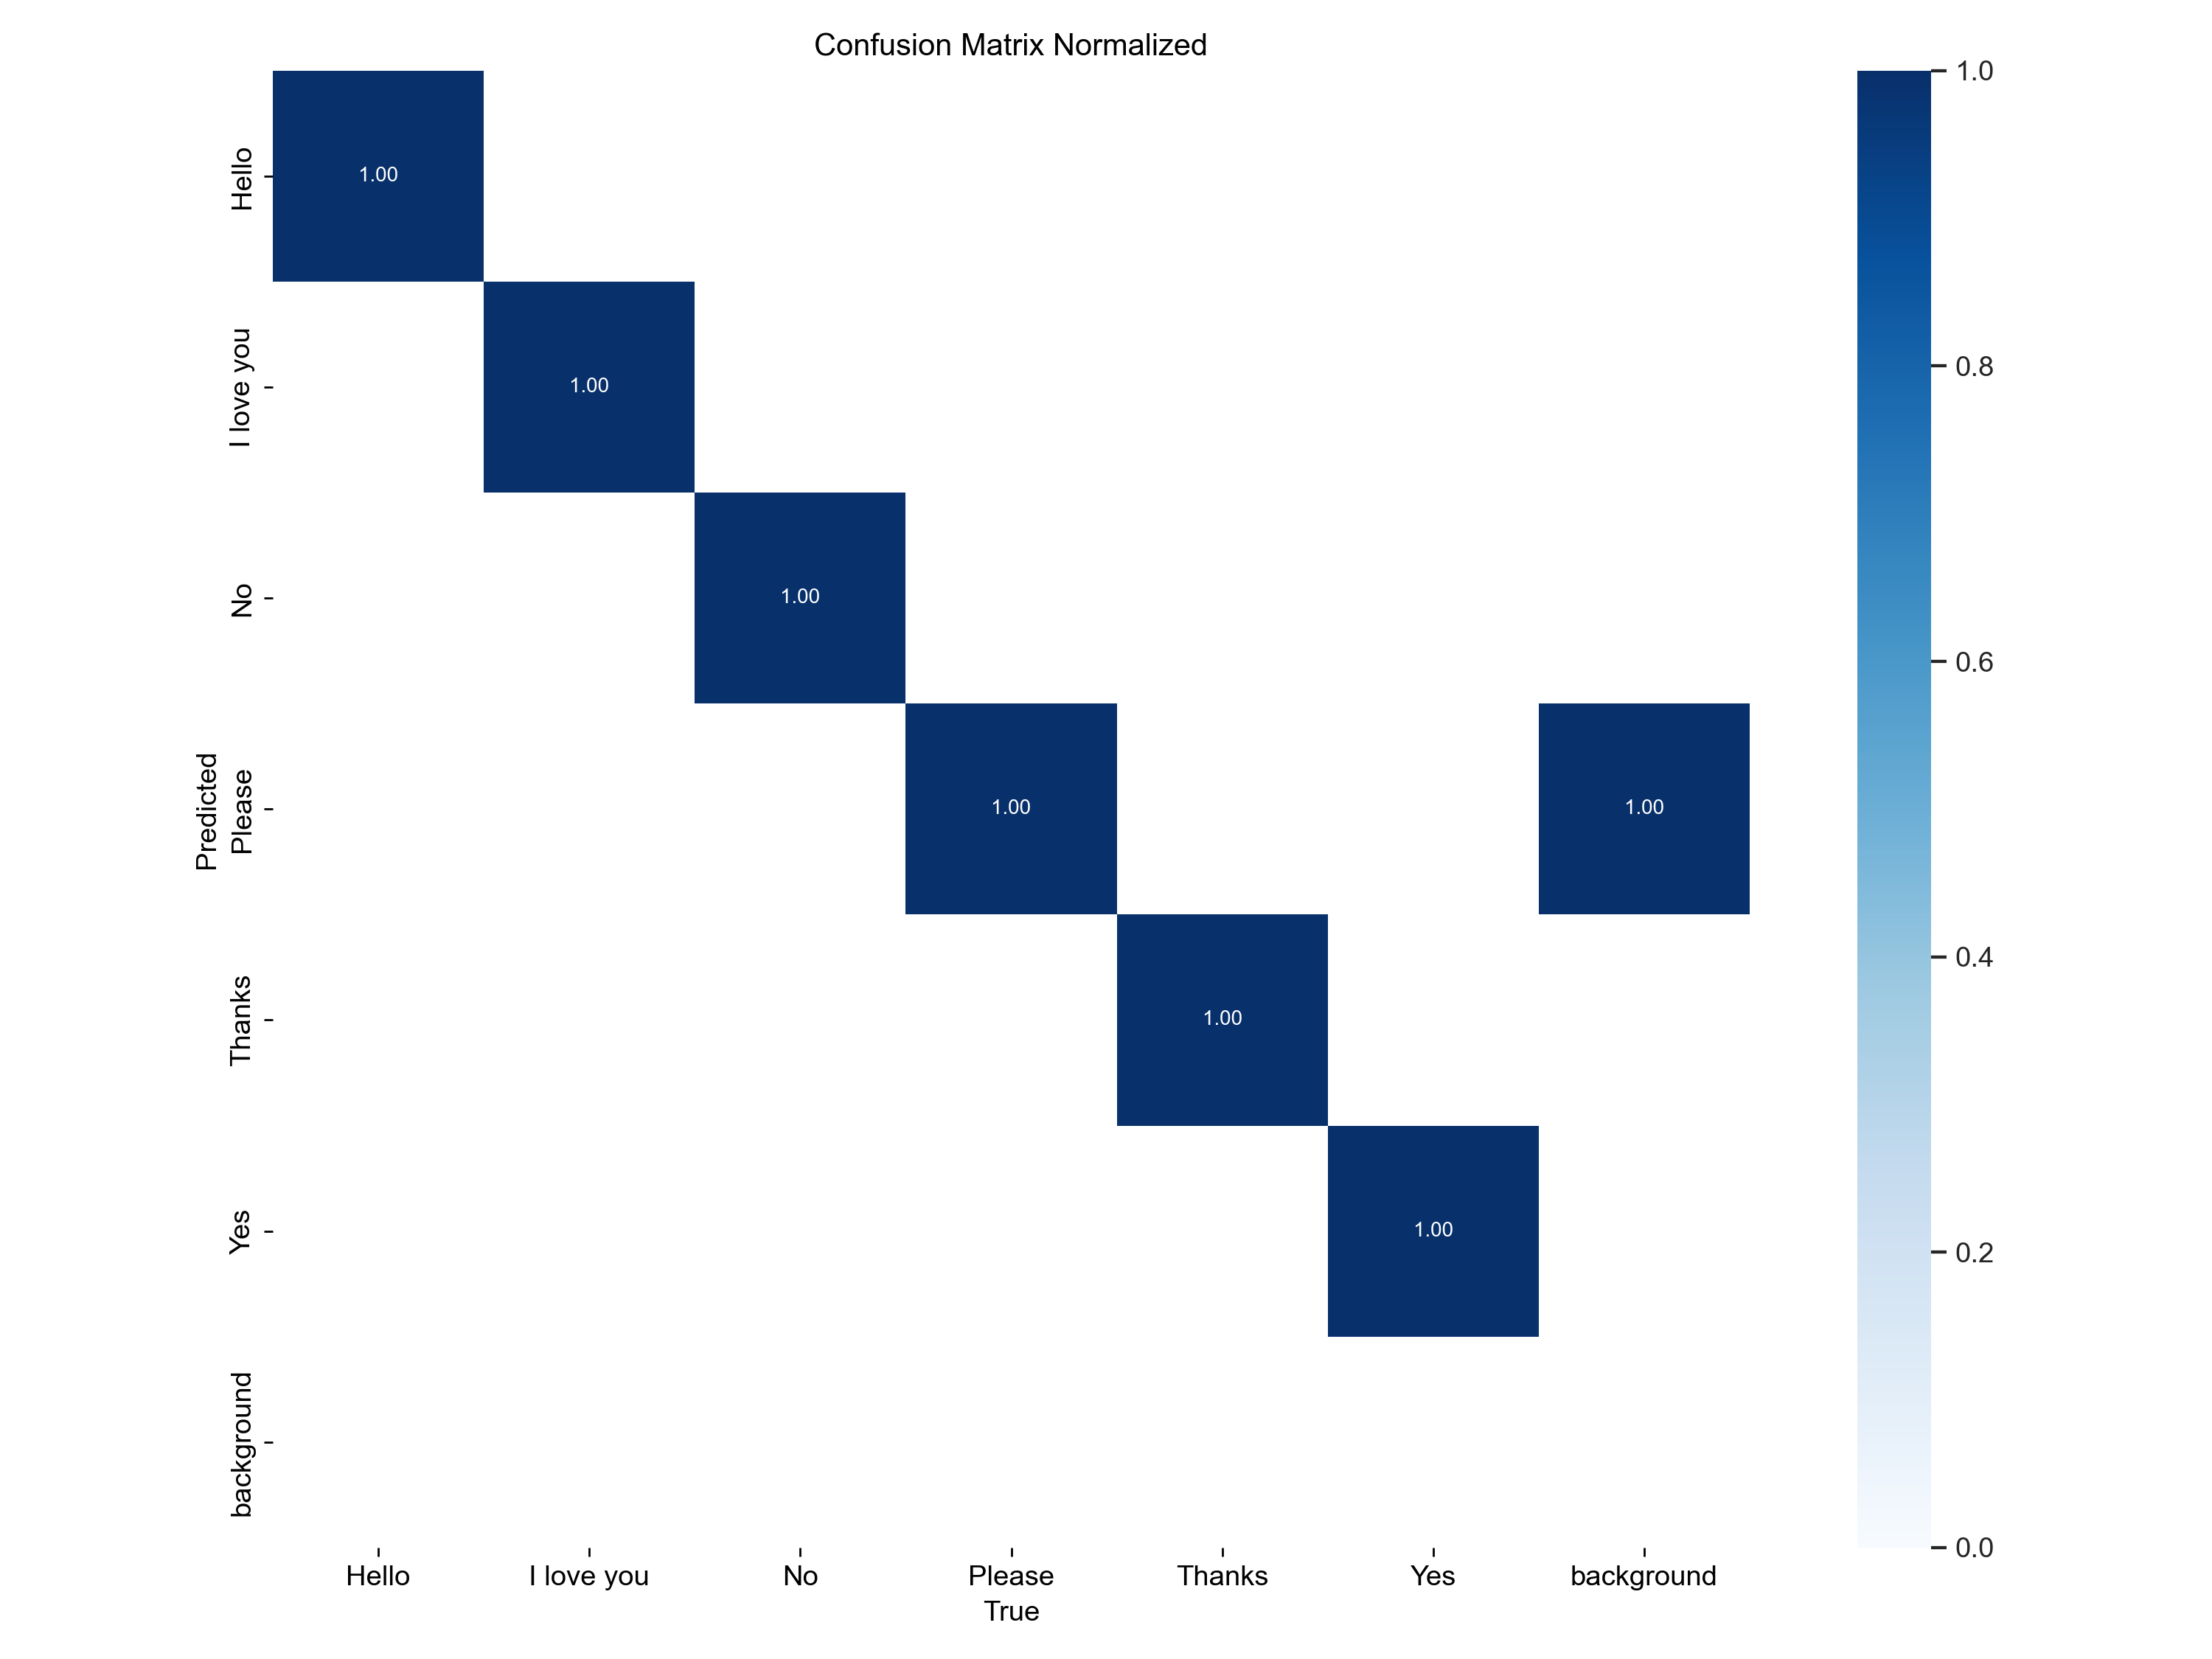 Confusion Matrix Normalized
Hello
I love you
No
Please
Thanks
Yes
background
Predicted
1.00
1.00
1.00
1.00
1.00
1.00
1.00
Hello
I love you
No
Please
Thanks
Yes
background
True
1.0
0.8
0.6
0.4
0.2
0.0